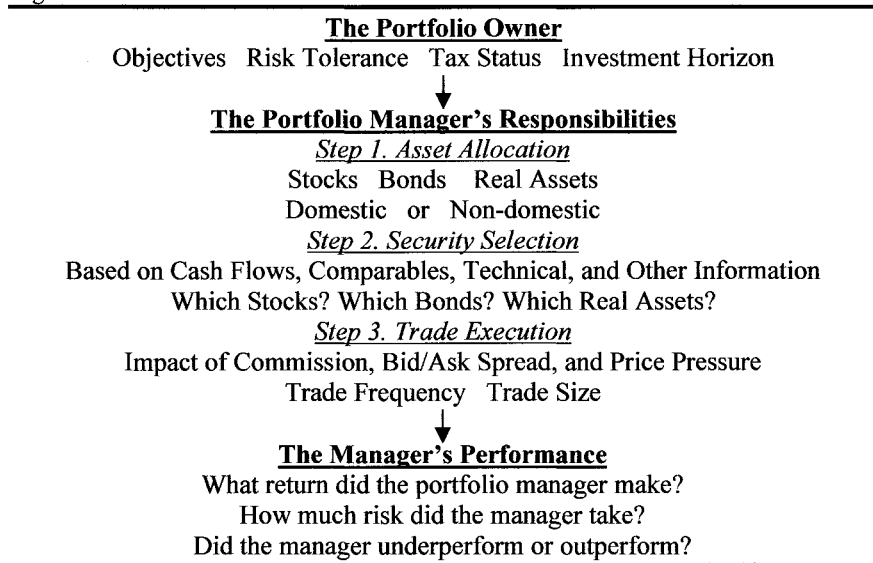 The Portfolio Owner
Objectives Risk Tolerance Tax Status Investment Horizon
The Portfolio Manager's Responsibilities
Step 1. Asset Allocation
Stocks Bonds Real Assets
Domestic or Non-domestic
Step 2. Security Selection
Based on Cash Flows, Comparables, Technical, and Other Information
Which Stocks? Which Bonds? Which Real Assets?
Step 3. Trade Execution
Impact of Commission, Bid/Ask Spread, and Price Pressure
Trade Frequency Trade Size
The Manager's Performance
What return did the portfolio manager make?
How much risk did the manager take?
Did the manager underperform or outperform?